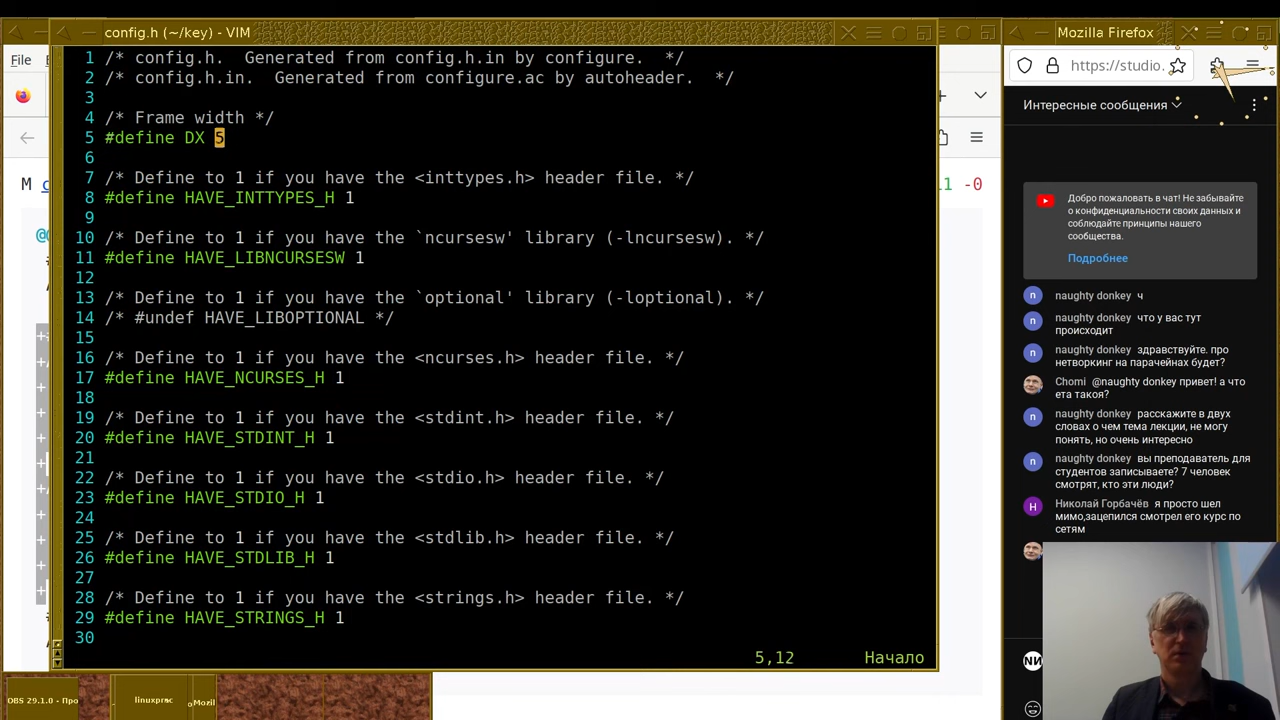 config.h (~/key) - VIM
File
M c
@@
11 -0
1 /* config.h.  Generated from config.h.in by configure.  */
2 /* config.h.in.  Generated from configure.ac by autoheader.  */
3
4 /* Frame width */
5 #define DX 5
6
7 /* Define to 1 if you have the <inttypes.h> header file. */
8 #define HAVE_INTTYPES_H 1
9
10 /* Define to 1 if you have the `ncursesw' library (-lncursesw). */
11 #define HAVE_LIBNCURSESW 1
12
13 /* Define to 1 if you have the `optional' library (-loptional). */
14 /* #undef HAVE_LIBOPTIONAL */
15
16 /* Define to 1 if you have the <ncurses.h> header file. */
17 #define HAVE_NCURSES_H 1
18
19 /* Define to 1 if you have the <stdint.h> header file. */
20 #define HAVE_STDINT_H 1
21
22 /* Define to 1 if you have the <stdio.h> header file. */
23 #define HAVE_STDIO_H 1
24
25 /* Define to 1 if you have the <stdlib.h> header file. */
26 #define HAVE_STDLIB_H 1
27
28 /* Define to 1 if you have the <strings.h> header file. */
29 #define HAVE_STRINGS_H 1
30
5,12 Начало
DBS 29.1.0 - Про
linuxprac
Mozil
Mozilla Firefox
https://studio.
Интересные сообщения
Добро пожаловать в чат! Не забывайте
о конфиденциальности своих данных и
соблюдайте принципы нашего
сообщества.
Подробнее
n naughty donkey ч
n naughty donkey что у вас тут
происходит
n naughty donkey здравствуйте. про
нетворкинг на парачейнах будет?
Chomi @naughty donkey привет! а что
ета такоя?
n naughty donkey расскажите в двух
словах о чем тема лекции, не могу
понять, но очень интересно
n naughty donkey вы преподаватель для
студентов записываете? 7 человек
смотрят, кто эти люди?
Н Николай Горбачёв я просто шел
мимо,зацепился смотрел его курс по
сетям